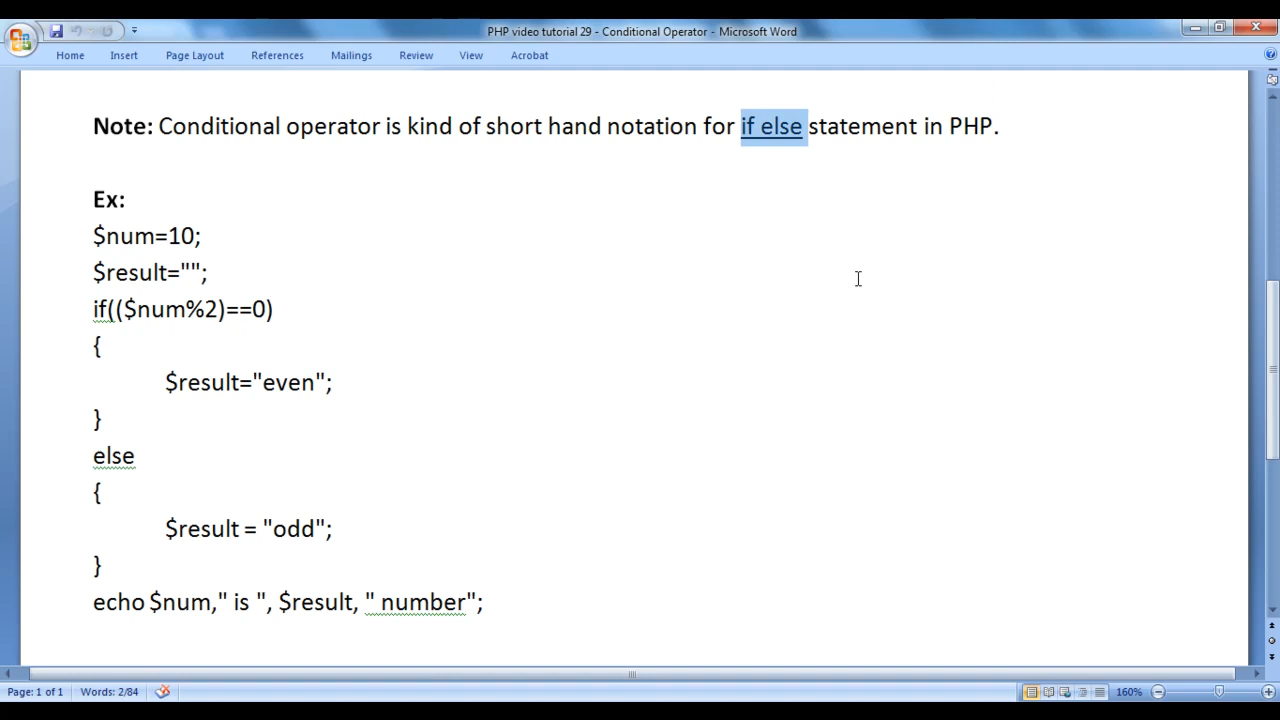 PHP video tutorial 29 - Conditional Operator - Microsoft Word
Home Insert Page Layout References Mailings Review View Acrobat
Note: Conditional operator is kind of short hand notation for if else statement in PHP.
Ex:
$num=10;
$result="";
if(($num%2)==0)
{
$result="even";
}
else
{
$result = "odd";
}
echo $num," is ", $result, " number";
Page: 1 of 1 Words: 2/84 160%